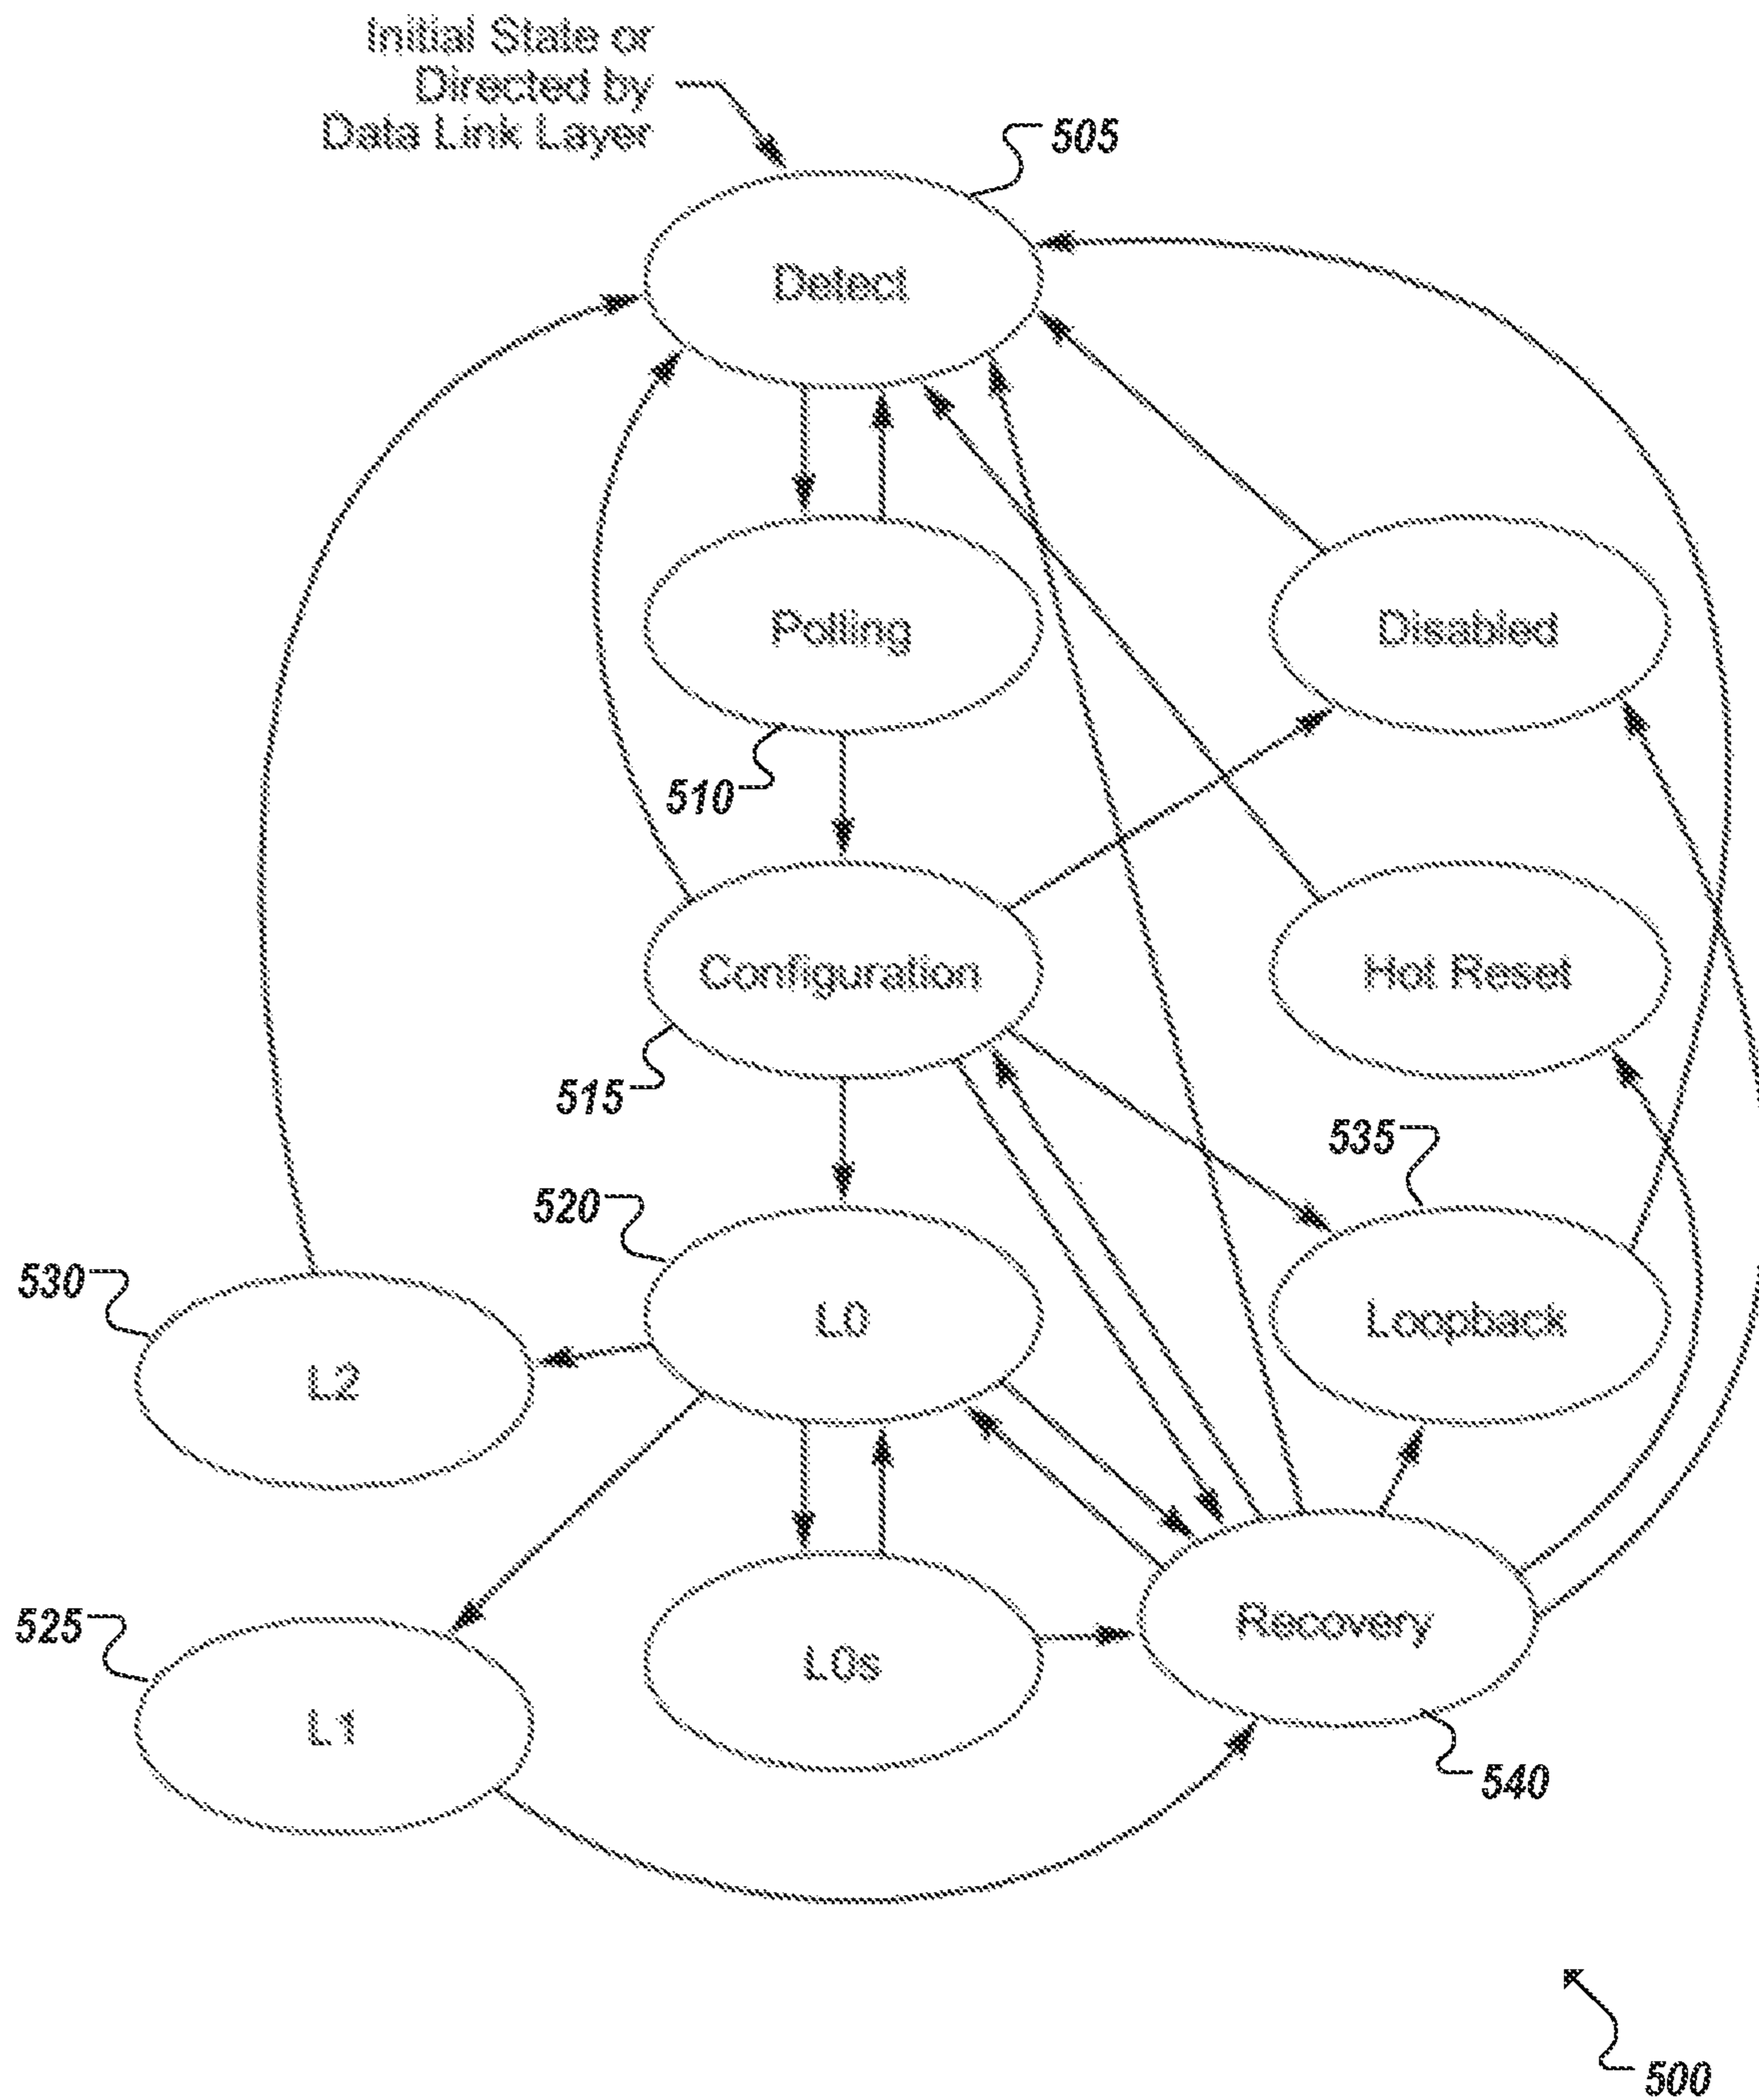 Initial State or
Directed by
Data Link Layer
505
Detect
Polling
Disabled
510
Configuration
Hot Reset
515
535
520
530
L0
Loopback
L2
525
L0s
Recovery
L1
540
500